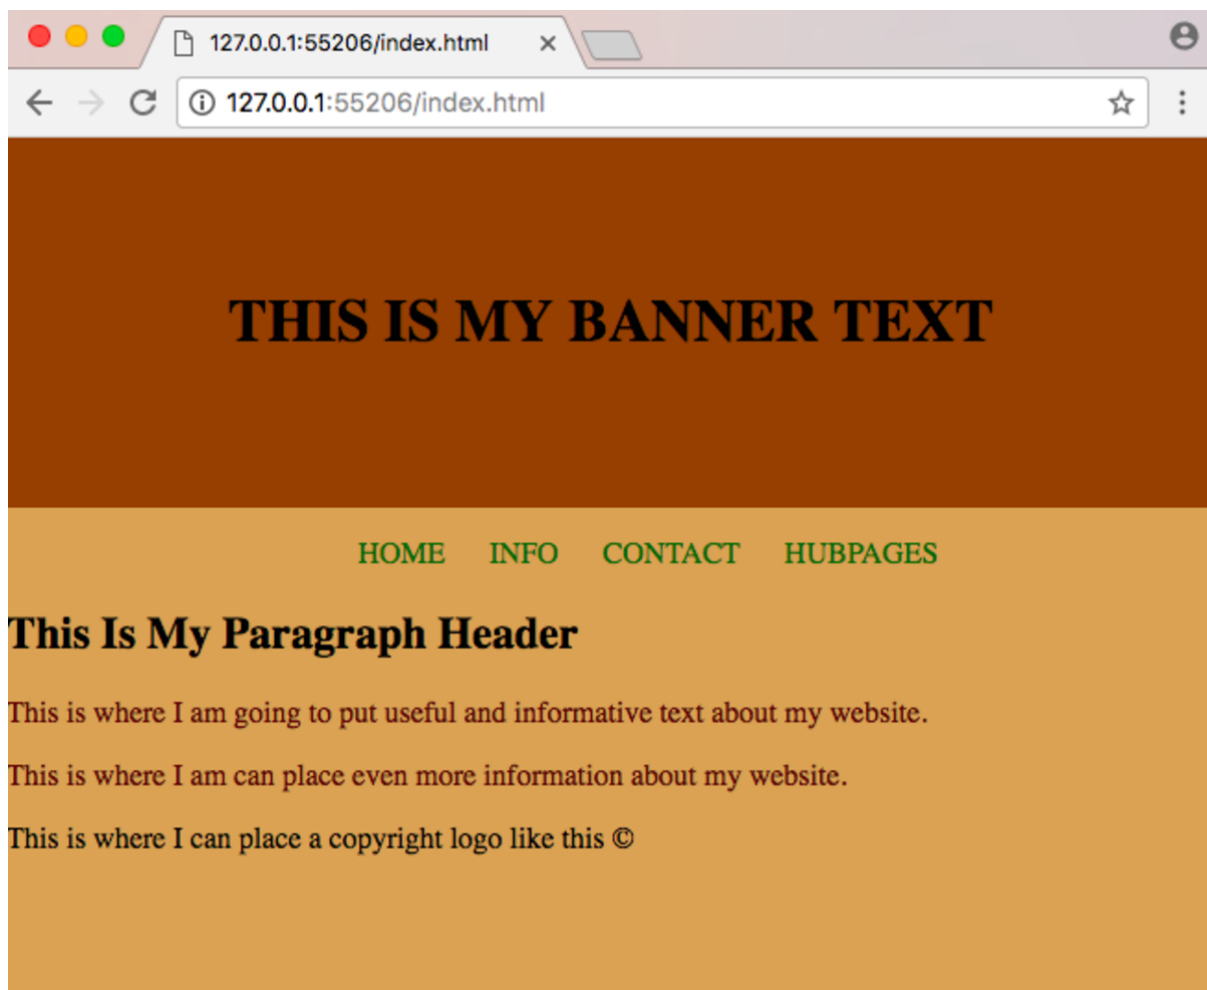 127.0.0.1:55206/index.html
127.0.0.1:55206/index.html
THIS IS MY BANNER TEXT
HOME INFO CONTACT HUBPAGES
This Is My Paragraph Header
This is where I am going to put useful and informative text about my website.
This is where I am can place even more information about my website.
This is where I can place a copyright logo like this ©